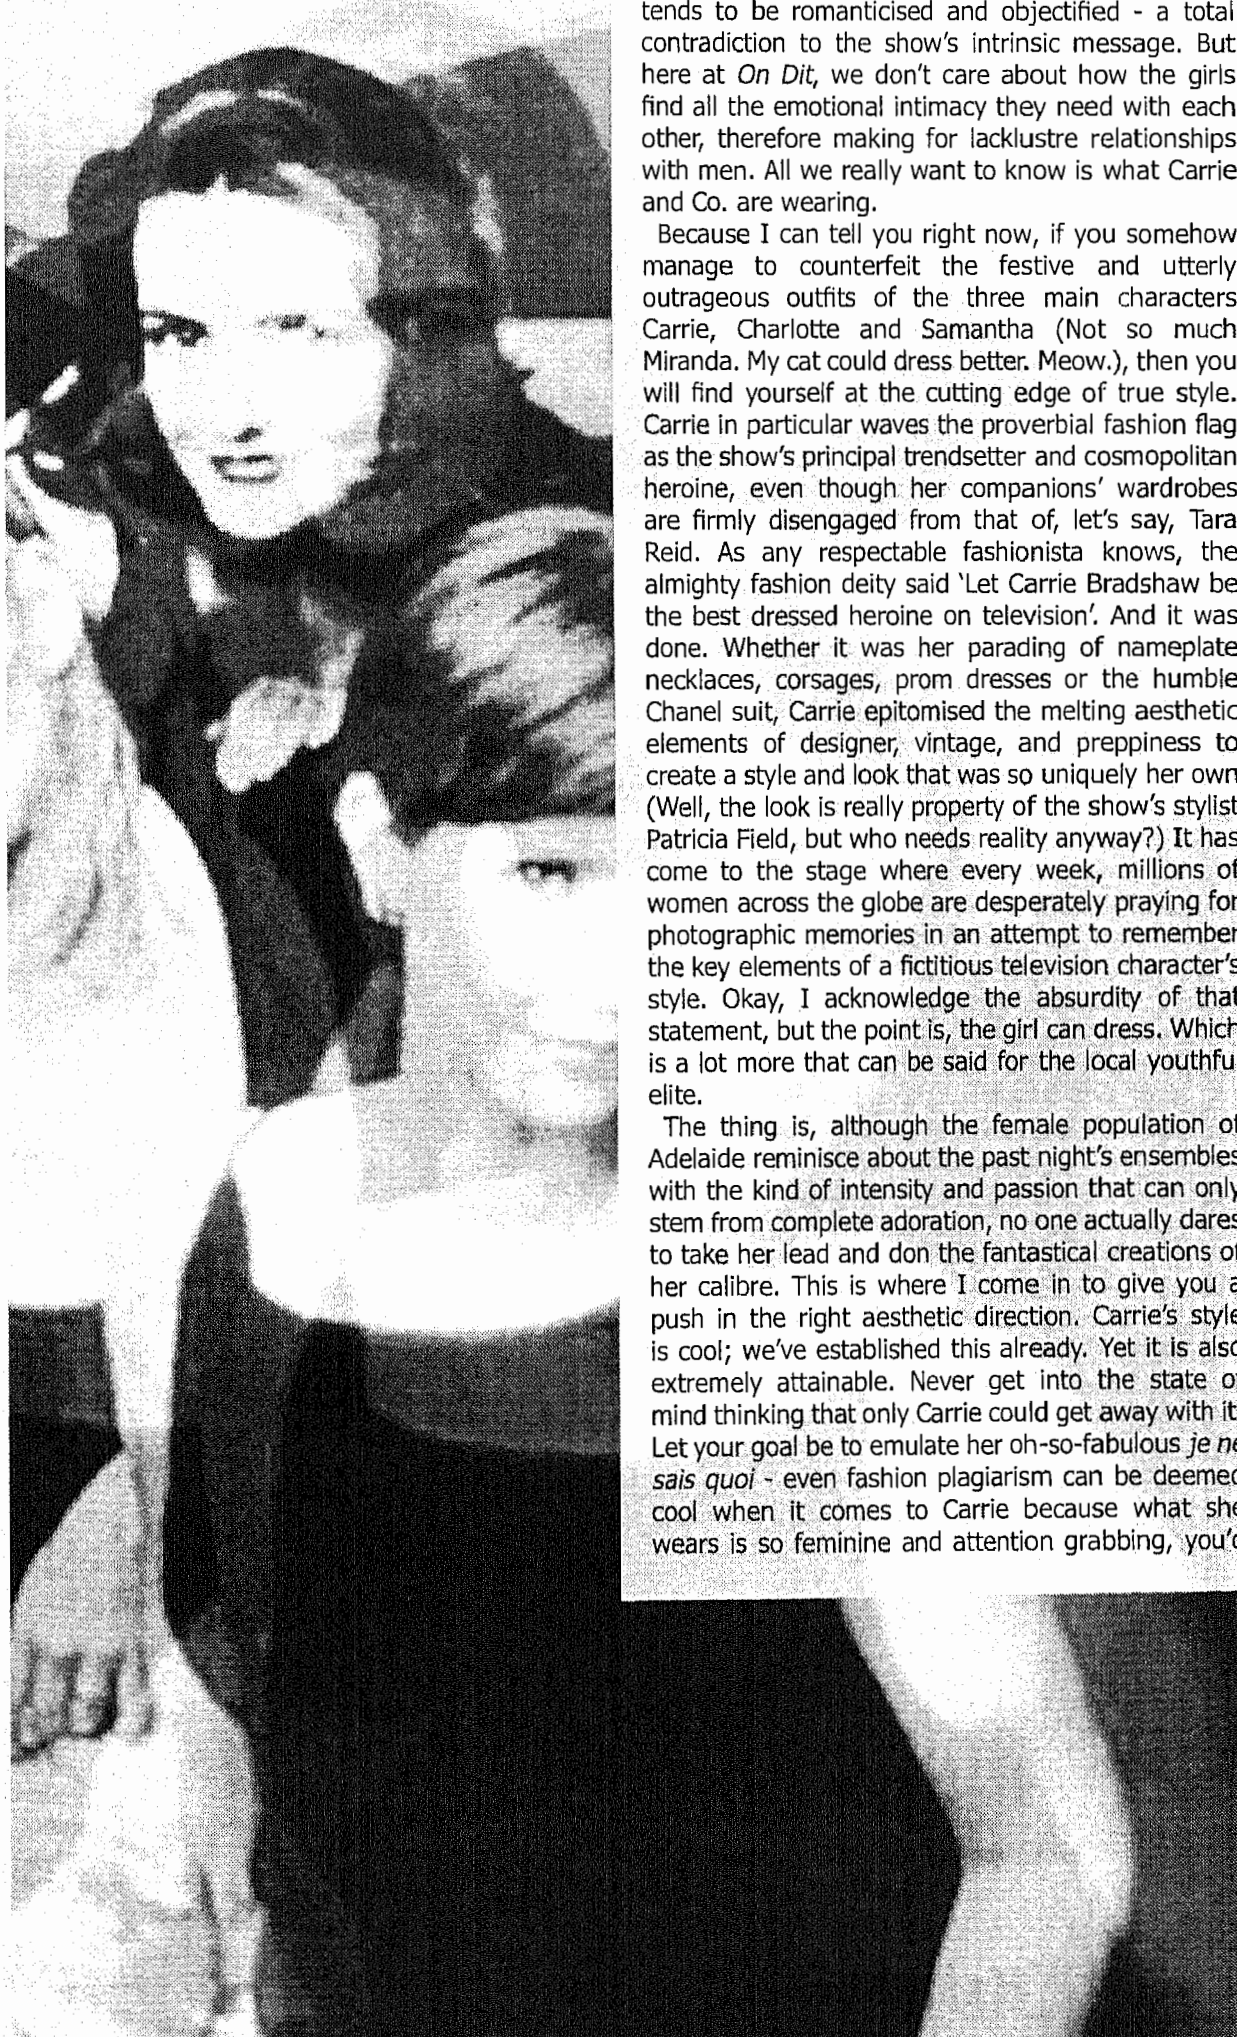 tends to be romanticised and objectified - a total
contradiction to the show's intrinsic message. But
here at On Dit, we don't care about how the girls
find all the emotional intimacy they need with each
other, therefore making for lacklustre relationships
with men. All we really want to know is what Carrie
and Co. are wearing.
Because I can tell you right now, if you somehow
manage to counterfeit the festive and utterly
outrageous outfits of the three main characters
Carrie, Charlotte and Samantha (Not so much
Miranda. My cat could dress better. Meow.), then you
will find yourself at the cutting edge of true style.
Carrie in particular waves the proverbial fashion flag
as the show's principal trendsetter and cosmopolitan
heroine, even though her companions' wardrobes
are firmly disengaged from that of, let's say, Tara
Reid. As any respectable fashionista knows, the
almighty fashion deity said 'Let Carrie Bradshaw be
the best dressed heroine on television'. And it was
done. Whether it was her parading of nameplate
necklaces, corsages, prom dresses or the humble
Chanel suit, Carrie epitomised the melting aesthetic
elements of designer, vintage, and preppiness to
create a style and look that was so uniquely her own
(Well, the look is really property of the show's stylist
Patricia Field, but who needs reality anyway?) It has
come to the stage where every week, millions of
women across the globe are desperately praying for
photographic memories in an attempt to remember
the key elements of a fictitious television character's
style. Okay, I acknowledge the absurdity of that
statement, but the point is, the girl can dress. Which
is a lot more that can be said for the local youthfu
elite.
The thing is, although the female population of
Adelaide reminisce about the past night's ensembles
with the kind of intensity and passion that can only
stem from complete adoration, no one actually dares
to take her lead and don the fantastical creations of
her calibre. This is where I come in to give you a
push in the right aesthetic direction. Carrie's style
is cool; we've established this already. Yet it is also
extremely attainable. Never get into the state of
mind thinking that only Carrie could get away with it
Let your goal be to emulate her oh-so-fabulous je ne
sais quoi - even fashion plagiarism can be deemed
cool when it comes to Carrie because what she
wears is so feminine and attention grabbing, you'd